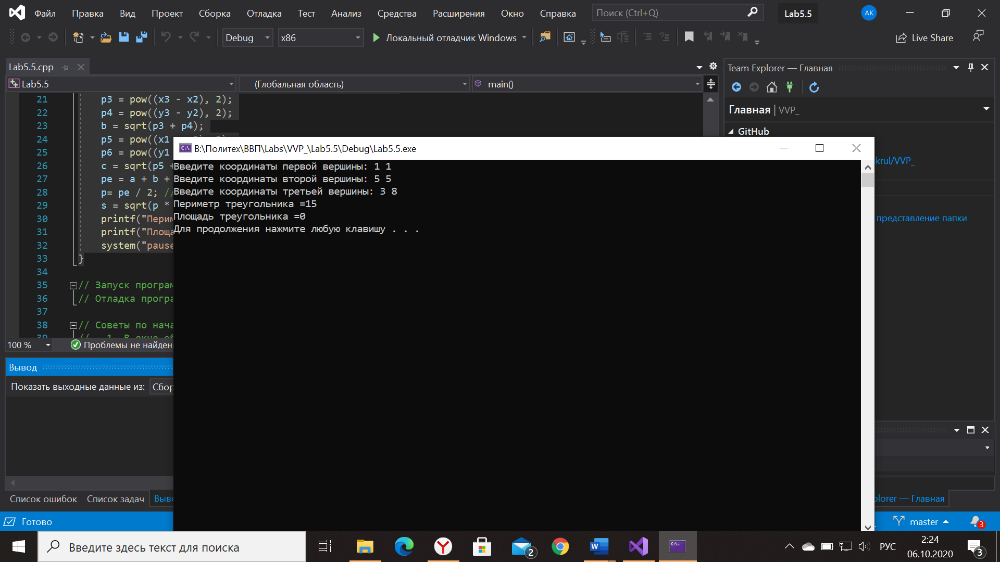 Файл Правка Вид Проект Сборка Отладка Тест Анализ Средства Расширения Окно Справка Поиск (Ctrl+Q) Lab5.5 AK
Debug x86 Локальный отладчик Windows Live Share
Lab5.5.cpp
Lab5.5 (Глобальная область) main()
21 p3 = pow((x3 - x2), 2);
22 p4 = pow((y3 - y2), 2);
23 b = sqrt(p3 + p4);
24 p5 = pow((x1
25 p6 = pow((y1
26 c = sqrt(p5 +
27 pe = a + b +
28 p= pe / 2; //
29 s = sqrt(p *
30 printf("Перим
31 printf("Площа
32 system("pause
33 }
34
35 // Запуск програм
36 // Отладка програ
37
38 // Советы по нача
39
100 % Проблемы не найден
B:\Политех\ВВП\Labs\VVP_\Lab5.5\Debug\Lab5.5.exe
Введите координаты первой вершины: 1 1
Введите координаты второй вершины: 5 5
Введите координаты третьей вершины: 3 8
Периметр треугольника =15
Площадь треугольника =0
Для продолжения нажмите любую клавишу . . .
Team Explorer — Главная
Главная | VVP_
GitHub
krul/VVP_
представление папки
Вывод
Показать выходные данные из: Сбор
Список ошибок Список задач Выво
plorer — Главная
Готово
master 3
Введите здесь текст для поиска
2
РУС
2:24
06.10.2020
3